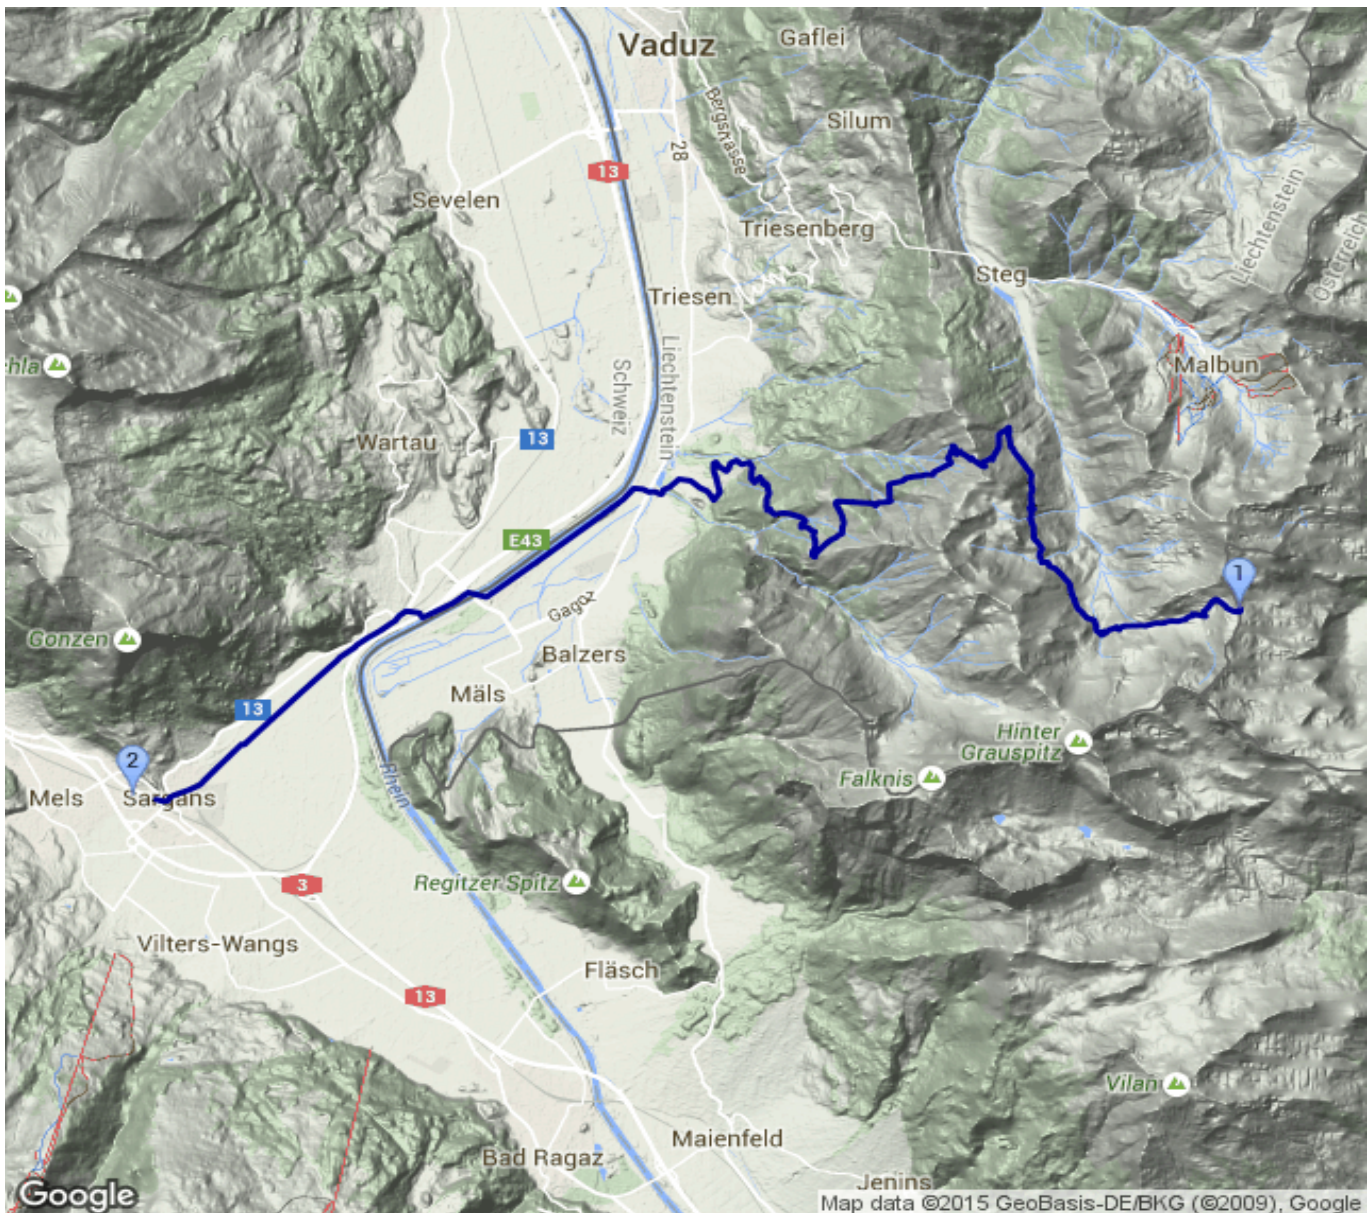 Vaduz
Gaflei
Bergstrasse
Silum
28
13
Sevelen
Triesenberg
Liechtenstein
Österreich
Steg
Triesen
Schweiz
Liechtenstein
chla
Malbun
13
Wartau
E43
1
Gagoz
Gonzen
Balzers
Mäls
13
Hinter
Grauspitz
2
Rhein
Falknis
Mels
Sargans
3
Regitzer Spitz
Vilters-Wangs
Fläsch
13
Vilan
Maienfeld
Bad Ragaz
Jenins
Google
Map data ©2015 GeoBasis-DE/BKG (©2009), Google